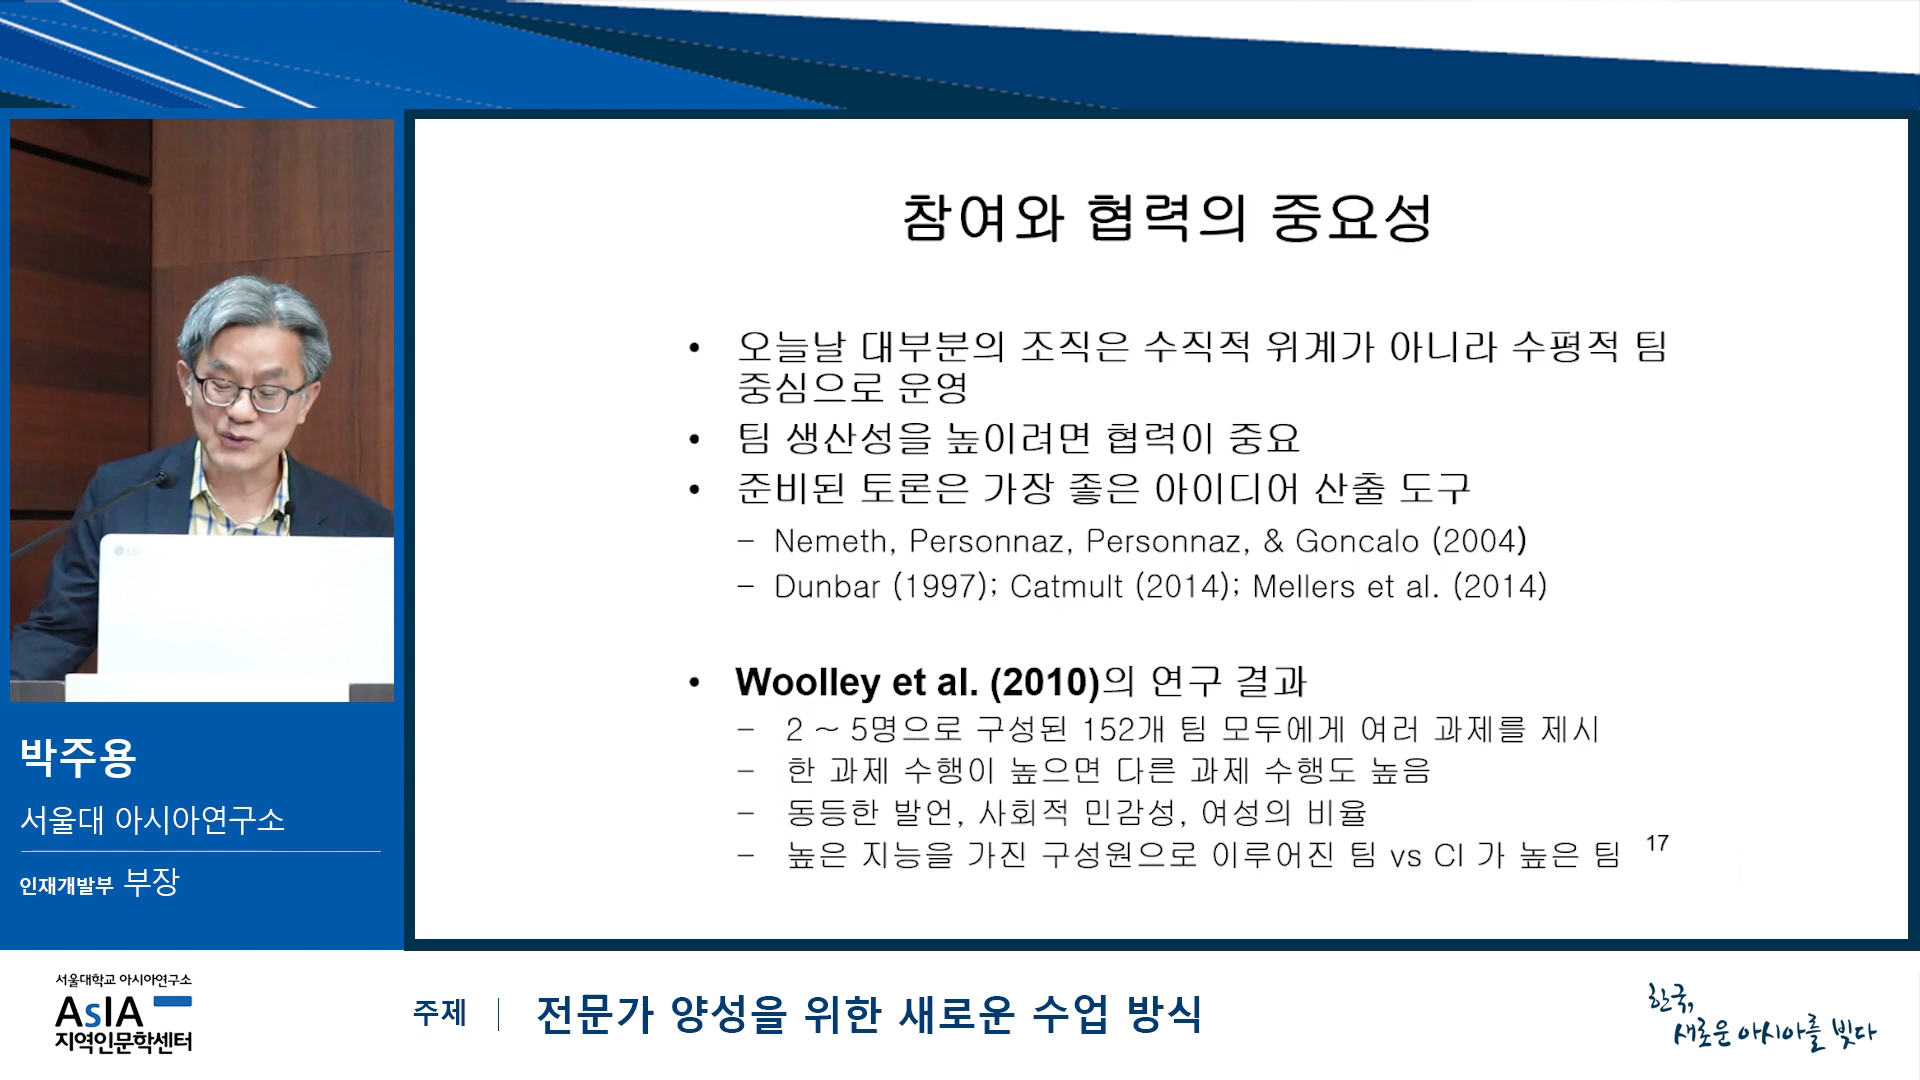 참여와 협력의 중요성
• 오늘날 대부분의 조직은 수직적 위계가 아니라 수평적 팀
중심으로 운영
• 팀 생산성을 높이려면 협력이 중요
• 준비된 토론은 가장 좋은 아이디어 산출 도구
– Nemeth, Personnaz, Personnaz, & Goncalo (2004)
– Dunbar (1997); Catmult (2014); Mellers et al. (2014)
• Woolley et al. (2010)의 연구 결과
– 2 ~ 5명으로 구성된 152개 팀 모두에게 여러 과제를 제시
– 한 과제 수행이 높으면 다른 과제 수행도 높음
– 동등한 발언, 사회적 민감성, 여성의 비율
– 높은 지능을 가진 구성원으로 이루어진 팀 vs CI 가 높은 팀
17
LG
박주용
서울대 아시아연구소
인재개발부 부장
서울대학교 아시아연구소
AsIA
지역인문학센터
주제 | 전문가 양성을 위한 새로운 수업 방식
한국,
새로운 아시아를 빚다